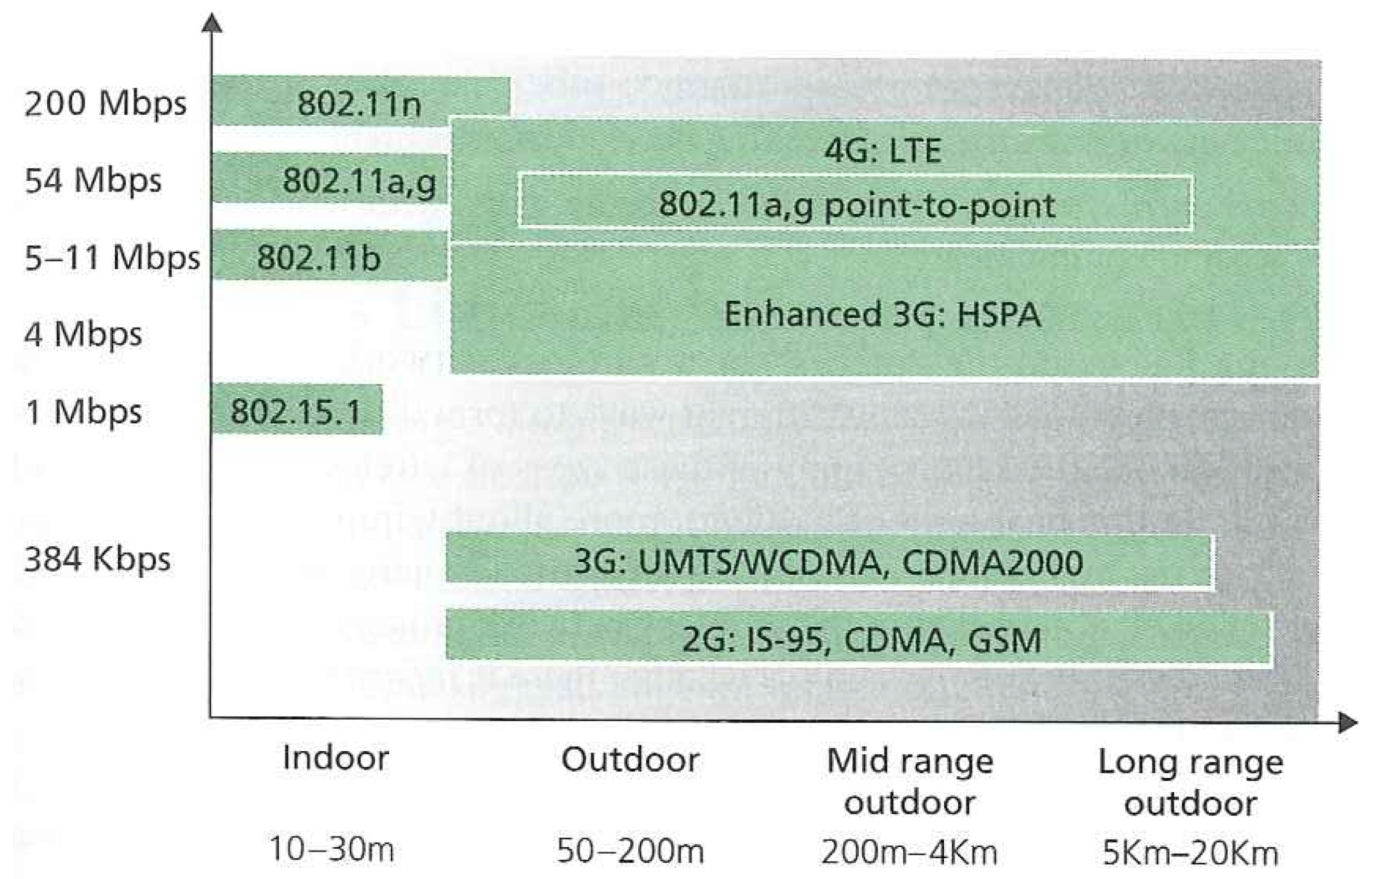 200 Mbps
802.11n
4G: LTE
54 Mbps
802.11a,g
802.11a,g point-to-point
5–11 Mbps
802.11b
Enhanced 3G: HSPA
4 Mbps
1 Mbps
802.15.1
384 Kbps
3G: UMTS/WCDMA, CDMA2000
2G: IS-95, CDMA, GSM
Indoor
Outdoor
Mid range
outdoor
Long range
outdoor
10–30m
50–200m
200m–4Km
5Km–20Km